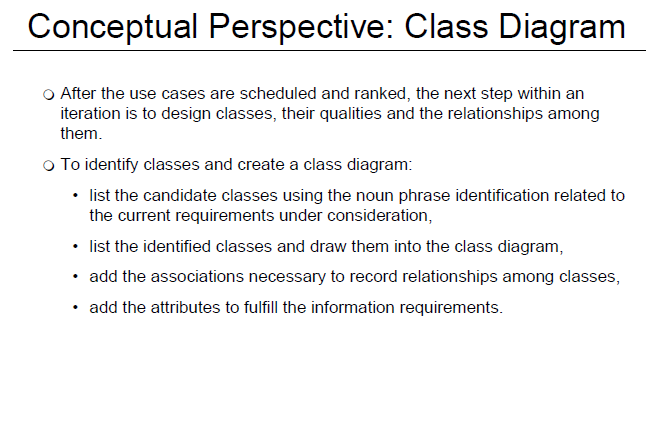 Conceptual Perspective: Class Diagram
After the use cases are scheduled and ranked, the next step within an
iteration is to design classes, their qualities and the relationships among
them.
To identify classes and create a class diagram:
• list the candidate classes using the noun phrase identification related to
the current requirements under consideration,
• list the identified classes and draw them into the class diagram,
• add the associations necessary to record relationships among classes,
• add the attributes to fulfill the information requirements.